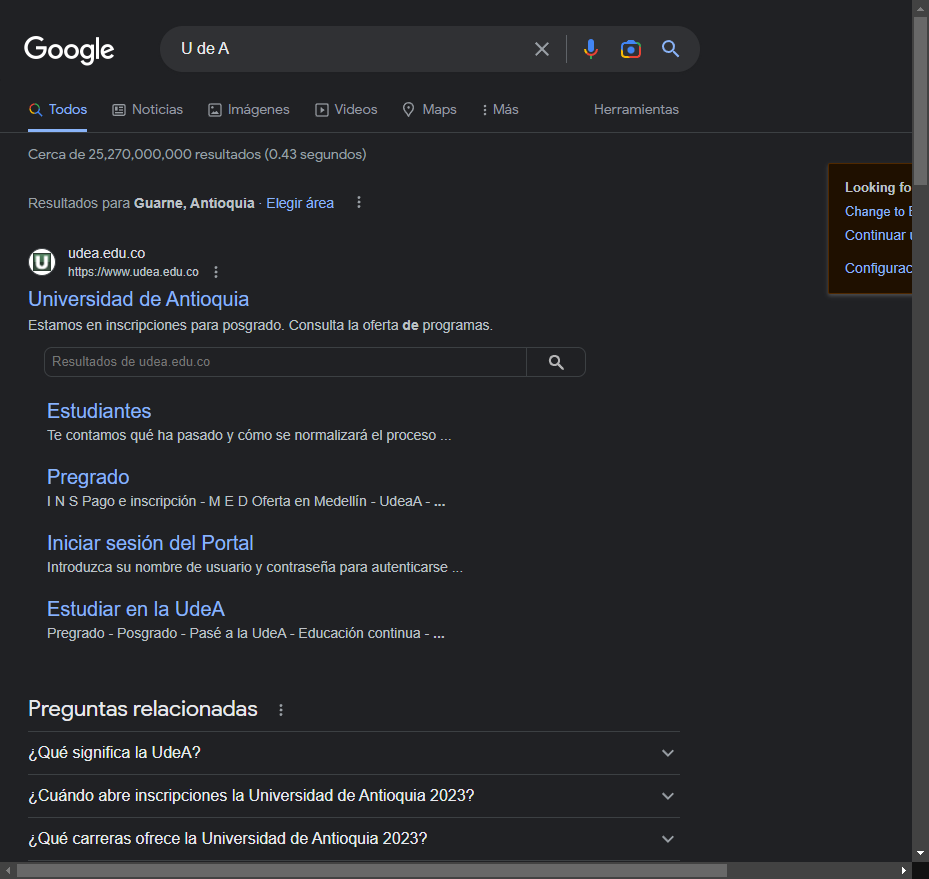 Google
U de A
Todos
Noticias
Imágenes
Videos
Maps
Más
Herramientas
Cerca de 25,270,000,000 resultados (0.43 segundos)
Resultados para Guarne, Antioquia · Elegir área
Looking fo
Change to
Continuar
Configurac
udea.edu.co
https://www.udea.edu.co
Universidad de Antioquia
Estamos en inscripciones para posgrado. Consulta la oferta de programas.
Resultados de udea.edu.co
Estudiantes
Te contamos qué ha pasado y cómo se normalizará el proceso ...
Pregrado
I N S Pago e inscripción - M E D Oferta en Medellín - UdeaA - ...
Iniciar sesión del Portal
Introduzca su nombre de usuario y contraseña para autenticarse ...
Estudiar en la UdeA
Pregrado - Posgrado - Pasé a la UdeA - Educación continua - ...
Preguntas relacionadas
¿Qué significa la UdeA?
¿Cuándo abre inscripciones la Universidad de Antioquia 2023?
¿Qué carreras ofrece la Universidad de Antioquia 2023?